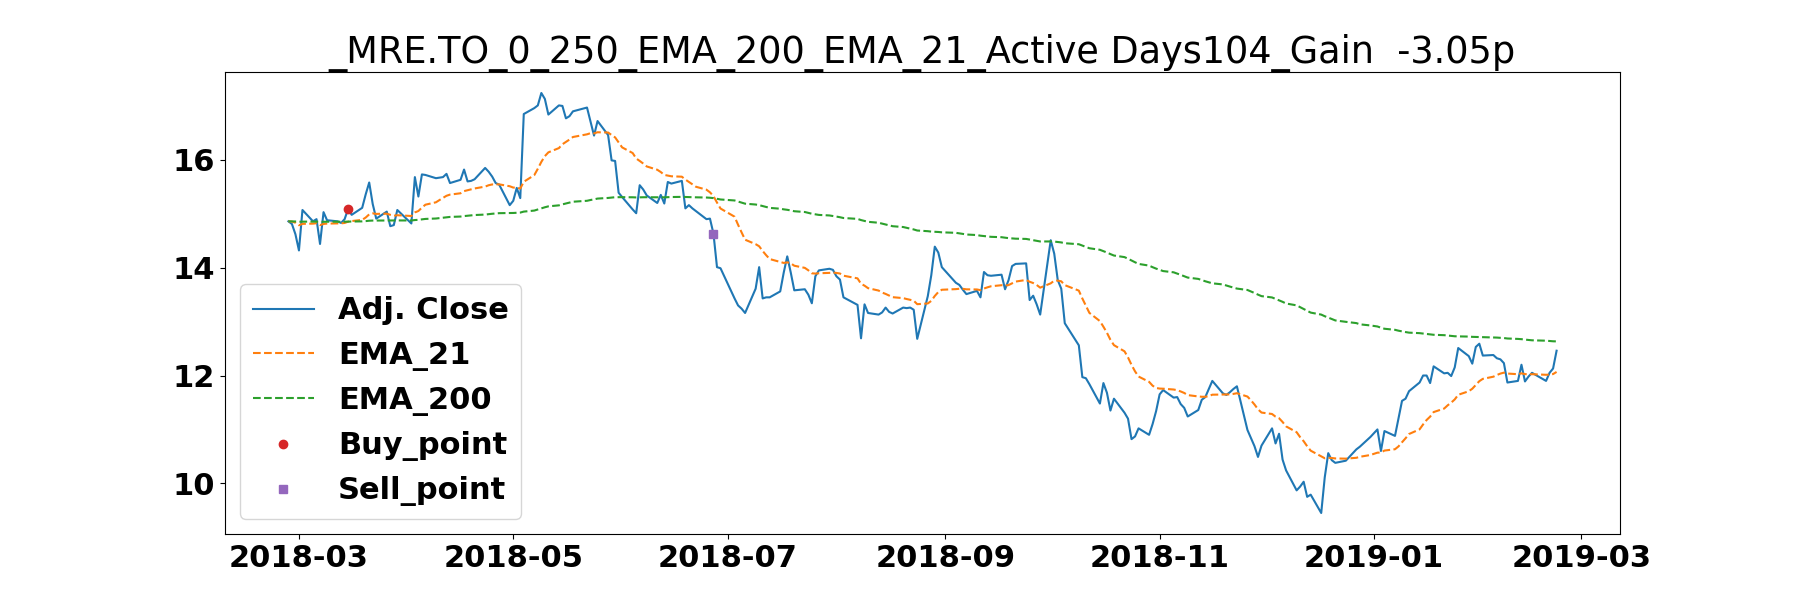 _MRE.TO_0_250_EMA_200_EMA_21_Active Days104_Gain  -3.05p
16
14
12
10
Adj. Close
EMA_21
EMA_200
Buy_point
Sell_point
2018-03 2018-05 2018-07 2018-09 2018-11 2019-01 2019-03